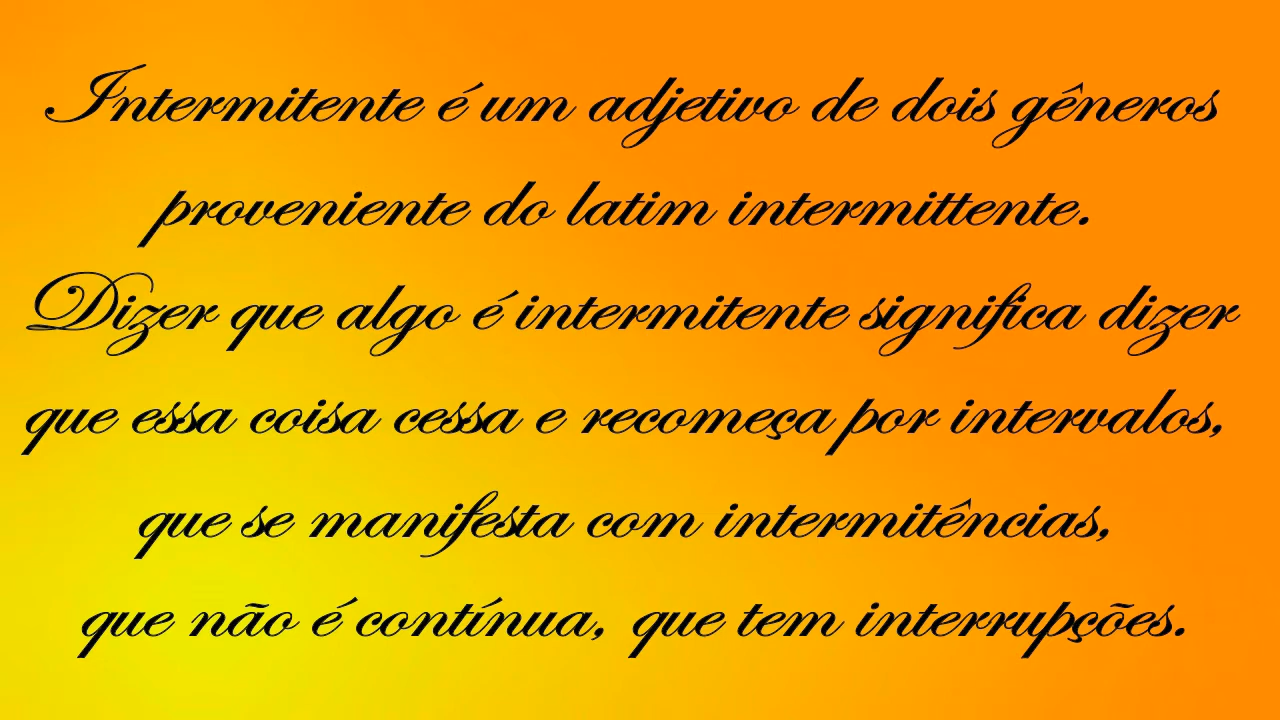 Intermitente é um adjetivo de dois gêneros
proveniente do latim intermittente.
Dizer que algo é intermitente significa dizer
que essa coisa cessa e recomeça por intervalos,
que se manifesta com intermitências,
que não é contínua, que tem interrupções.